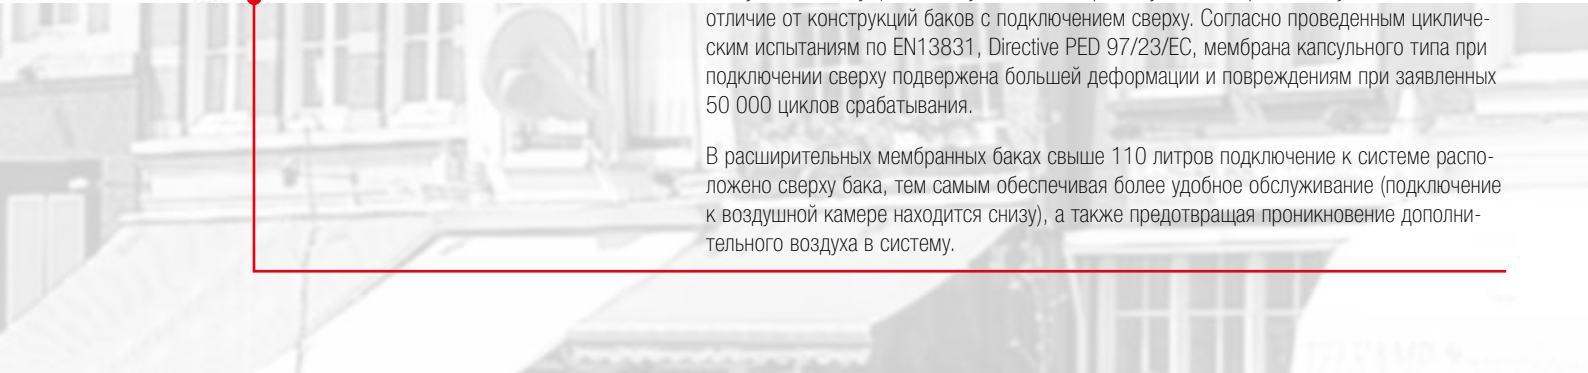 отличие от конструкций баков с подключением сверху. Согласно проведенным цикличе-
ским испытаниям по EN13831, Directive PED 97/23/EC, мембрана капсульного типа при
подключении сверху подвержена большей деформации и повреждениям при заявленных
50 000 циклов срабатывания.
В расширительных мембранных баках свыше 110 литров подключение к системе распо-
ложено сверху бака, тем самым обеспечивая более удобное обслуживание (подключение
к воздушной камере находится снизу), а также предотвращая проникновение дополни-
тельного воздуха в систему.